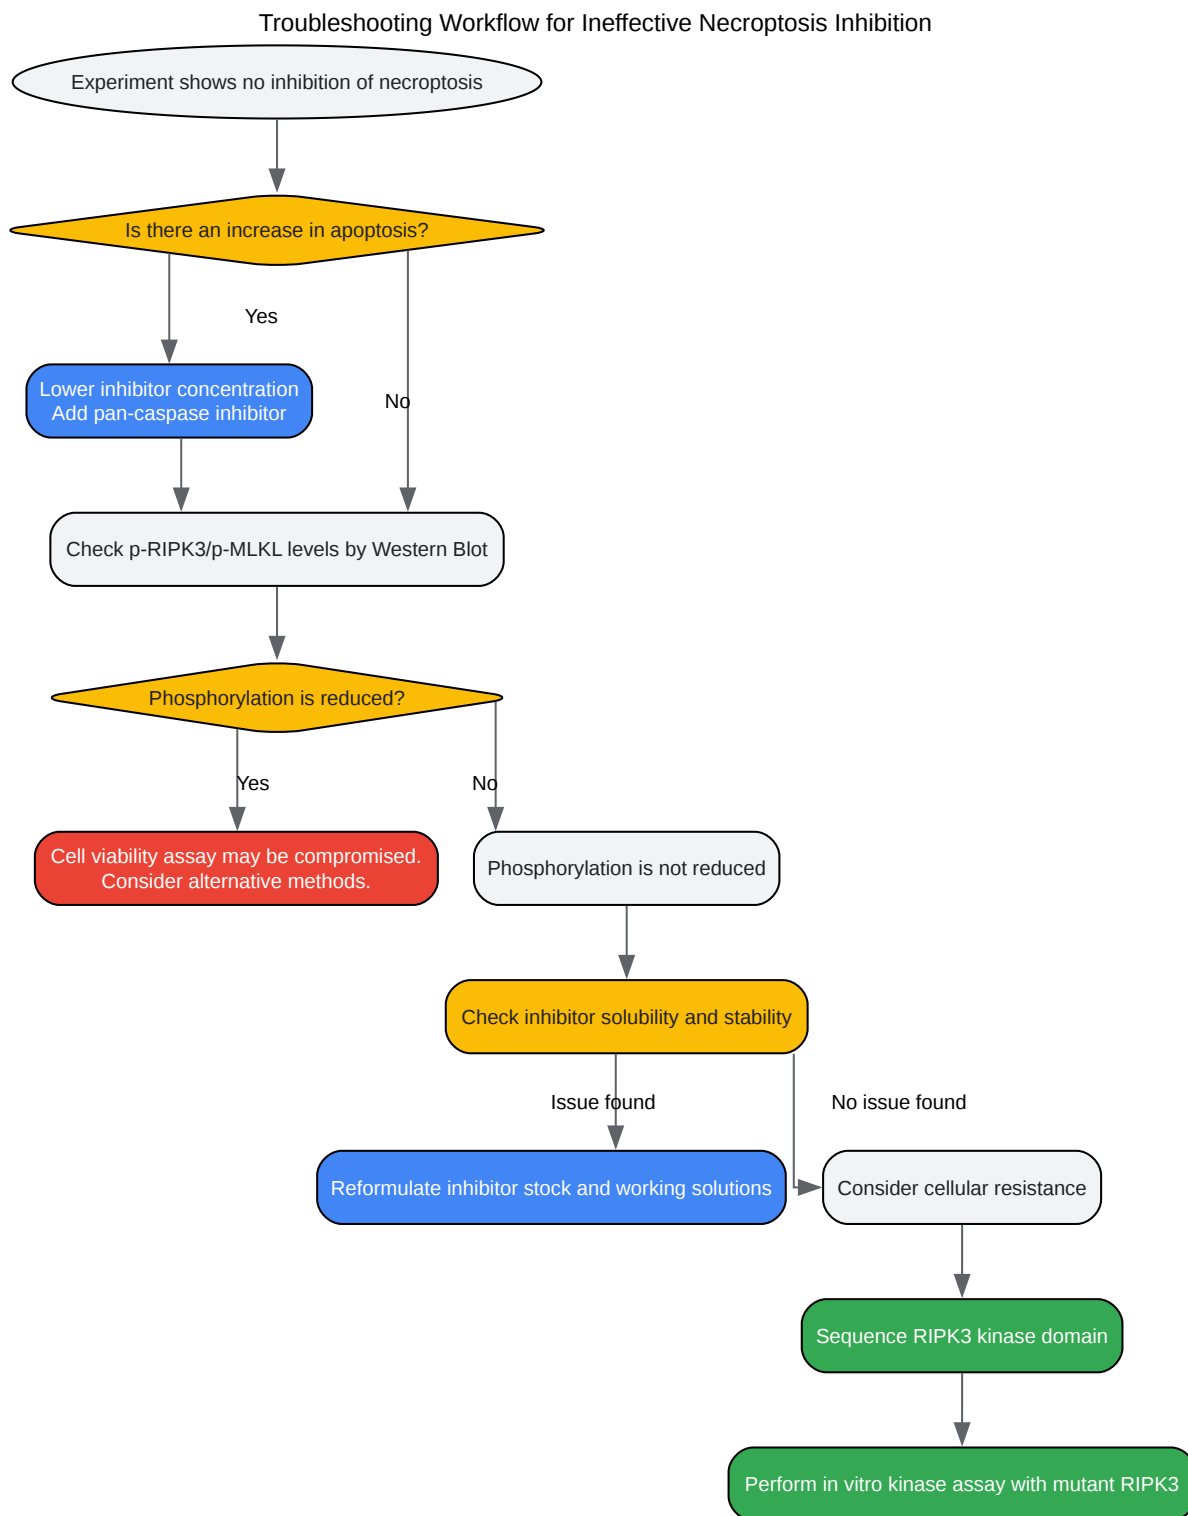 Troubleshooting Workflow for Ineffective Necroptosis Inhibition
Experiment shows no inhibition of necroptosis
Is there an increase in apoptosis?
Yes
Lower inhibitor concentration
Add pan-caspase inhibitor
No
Check p-RIPK3/p-MLKL levels by Western Blot
Phosphorylation is reduced?
Yes
No
Cell viability assay may be compromised.
Consider alternative methods.
Phosphorylation is not reduced
Check inhibitor solubility and stability
Issue found
No issue found
Reformulate inhibitor stock and working solutions
Consider cellular resistance
Sequence RIPK3 kinase domain
Perform in vitro kinase assay with mutant RIPK3